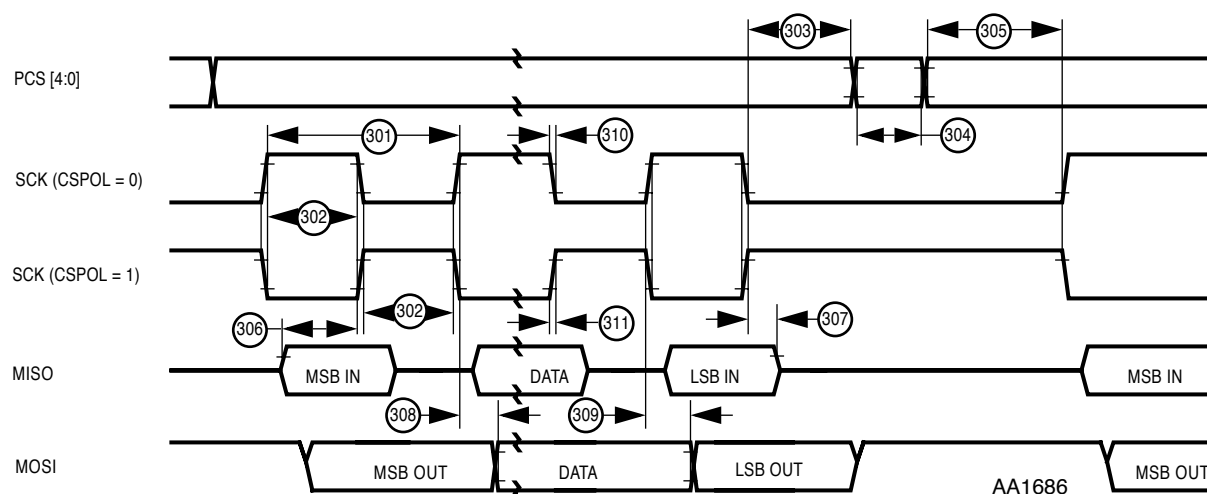 303
305
PCS [4:0]
301
310
304
SCK (CSPOL = 0)
302
SCK (CSPOL = 1)
302
311
306
307
MISO
MSB IN
DATA
LSB IN
MSB IN
308
309
MOSI
MSB OUT
DATA
LSB OUT
MSB OUT
AA1686